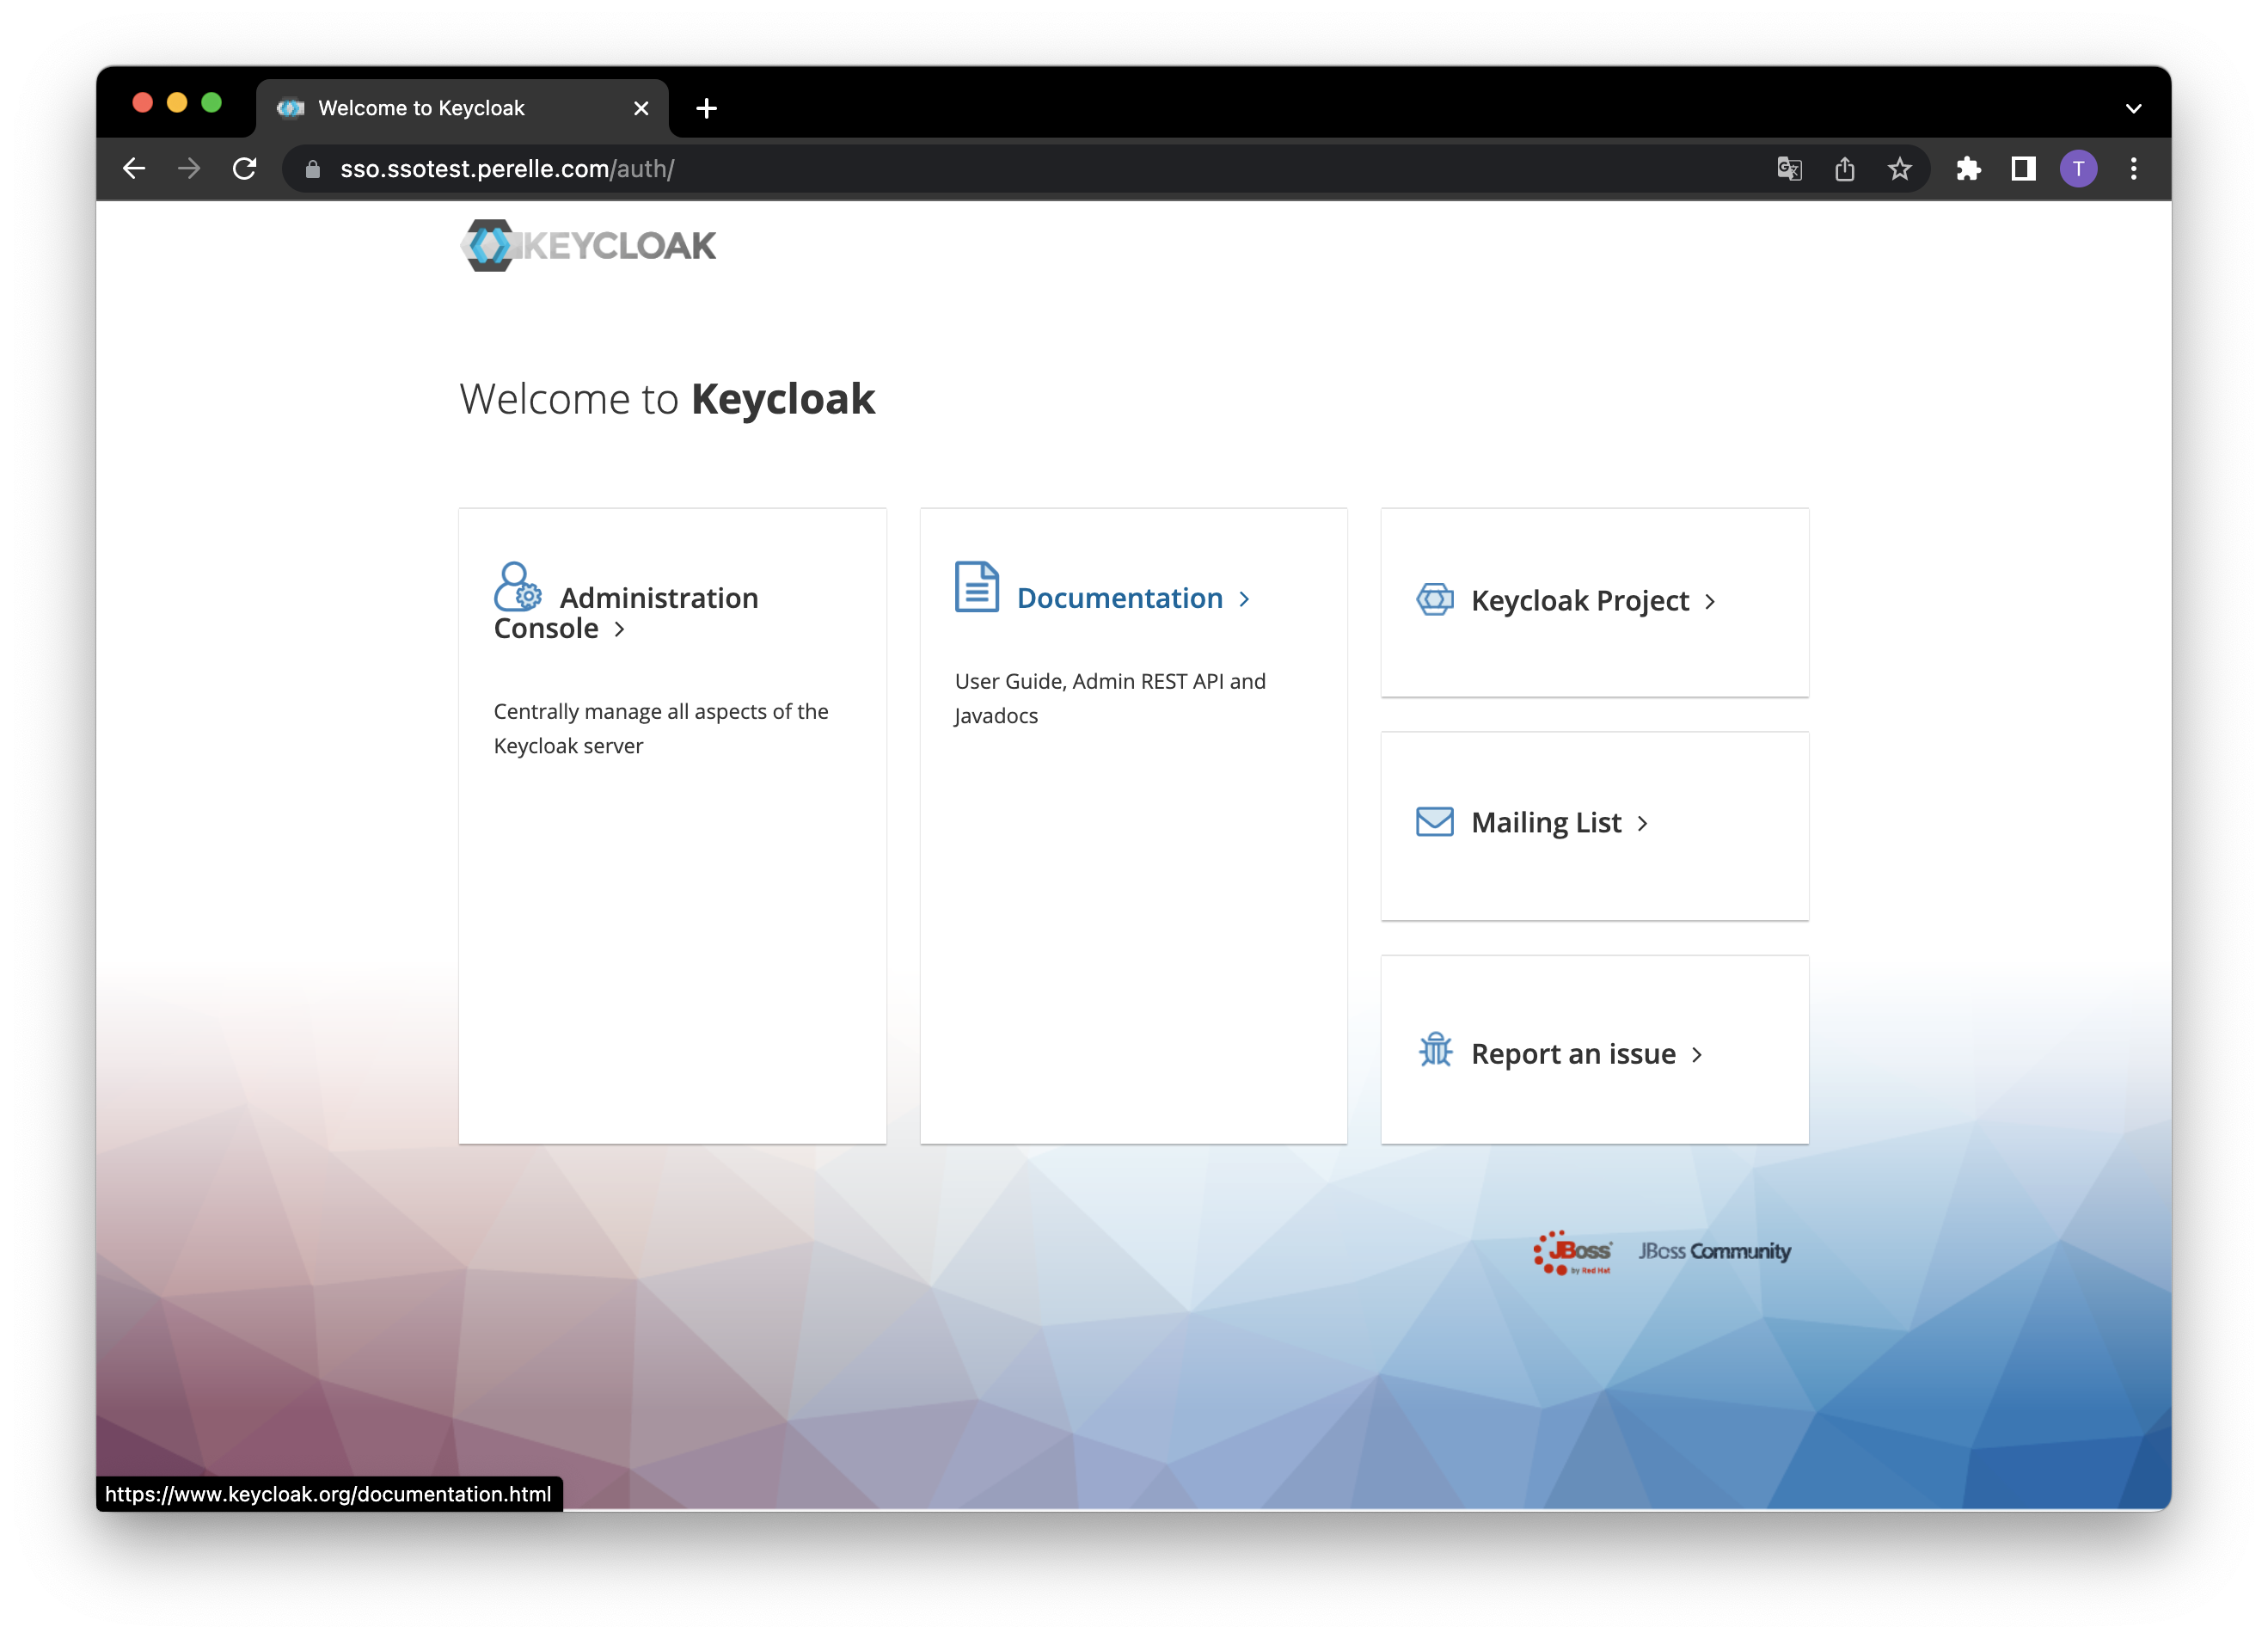 Welcome to Keycloak
sso.ssotest.perelle.com/auth/
T
KEYCLOAK
Welcome to Keycloak
Administration
Console
Centrally manage all aspects of the
Keycloak server
Documentation
User Guide, Admin REST API and
Javadocs
Keycloak Project
Mailing List
Report an issue
JBoss
by Red Hat
JBoss Community
https://www.keycloak.org/documentation.html